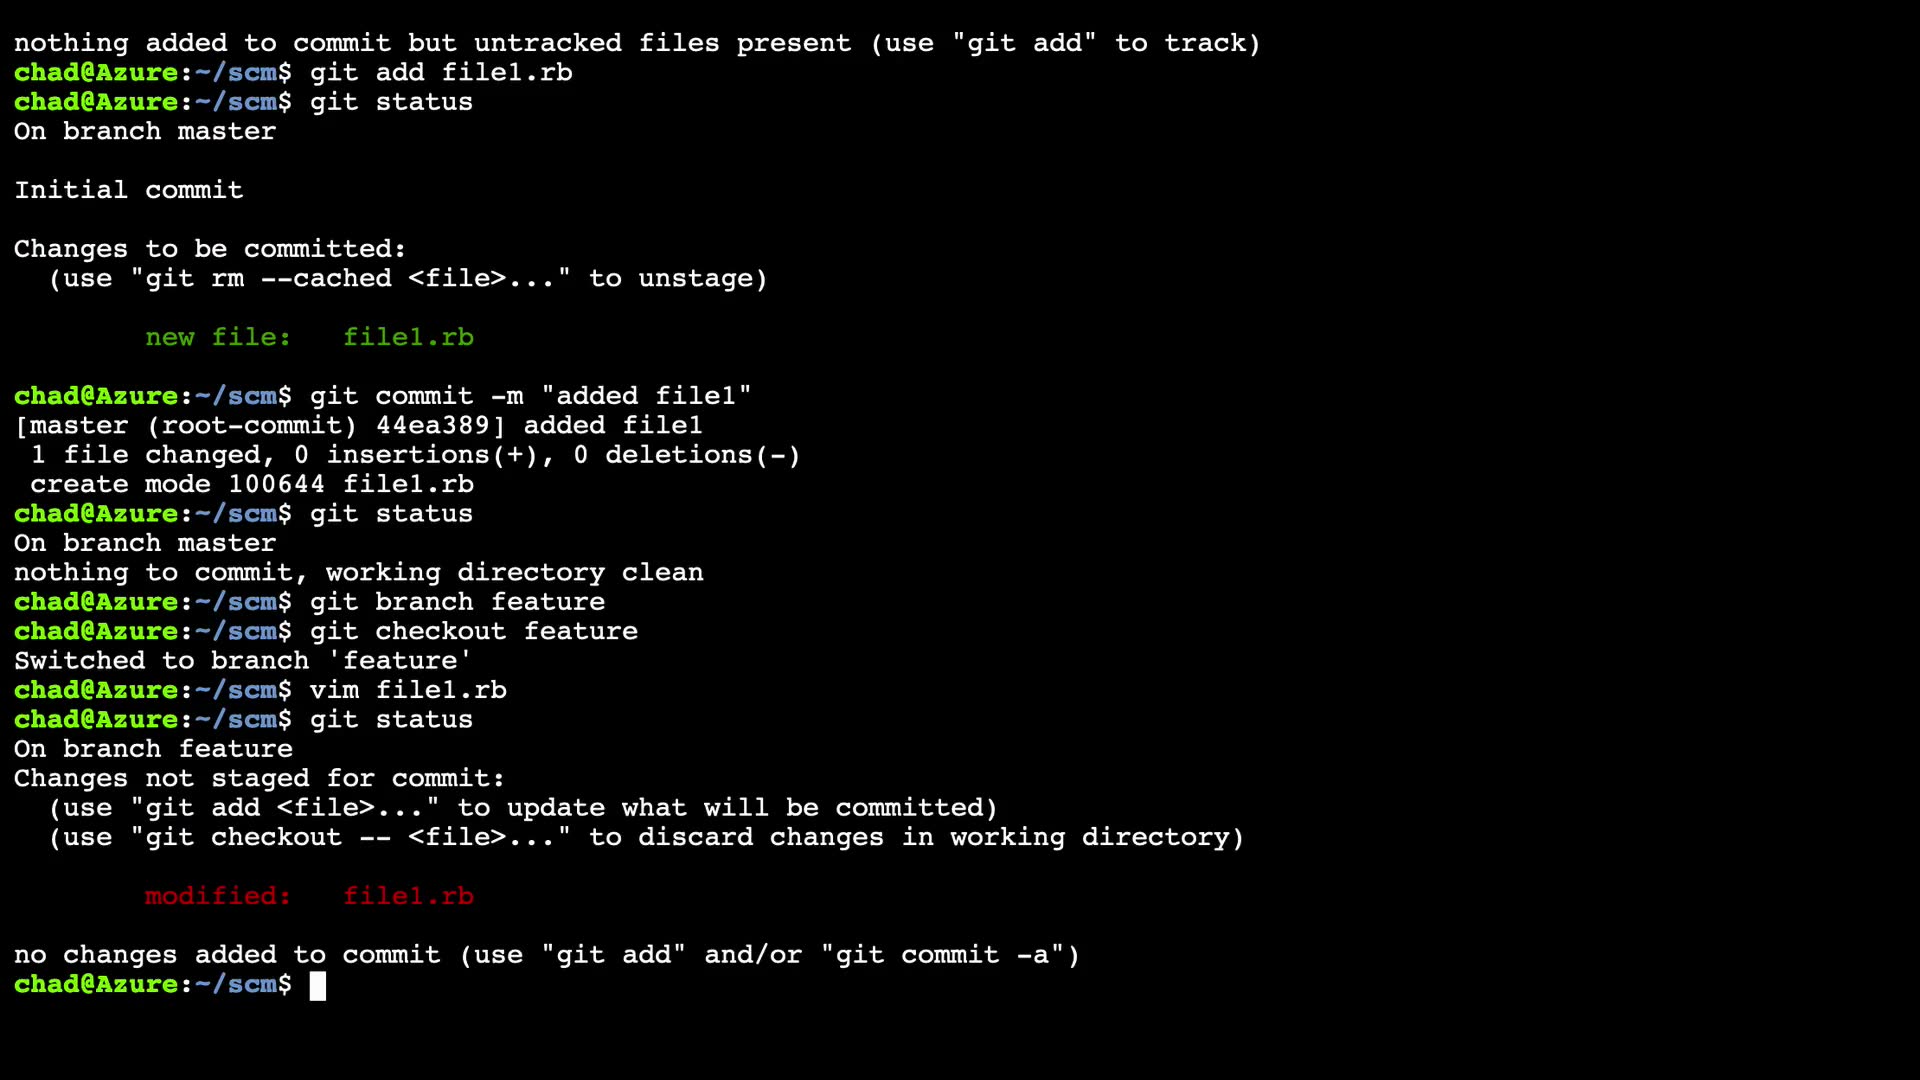 nothing added to commit but untracked files present (use "git add" to track)
chad@Azure:~/scm$ git add file1.rb
chad@Azure:~/scm$ git status
On branch master
Initial commit
Changes to be committed:
  (use "git rm --cached <file>..." to unstage)
        new file:   file1.rb
chad@Azure:~/scm$ git commit -m "added file1"
[master (root-commit) 44ea389] added file1
 1 file changed, 0 insertions(+), 0 deletions(-)
 create mode 100644 file1.rb
chad@Azure:~/scm$ git status
On branch master
nothing to commit, working directory clean
chad@Azure:~/scm$ git branch feature
chad@Azure:~/scm$ git checkout feature
Switched to branch 'feature'
chad@Azure:~/scm$ vim file1.rb
chad@Azure:~/scm$ git status
On branch feature
Changes not staged for commit:
  (use "git add <file>..." to update what will be committed)
  (use "git checkout -- <file>..." to discard changes in working directory)
        modified:   file1.rb
no changes added to commit (use "git add" and/or "git commit -a")
chad@Azure:~/scm$